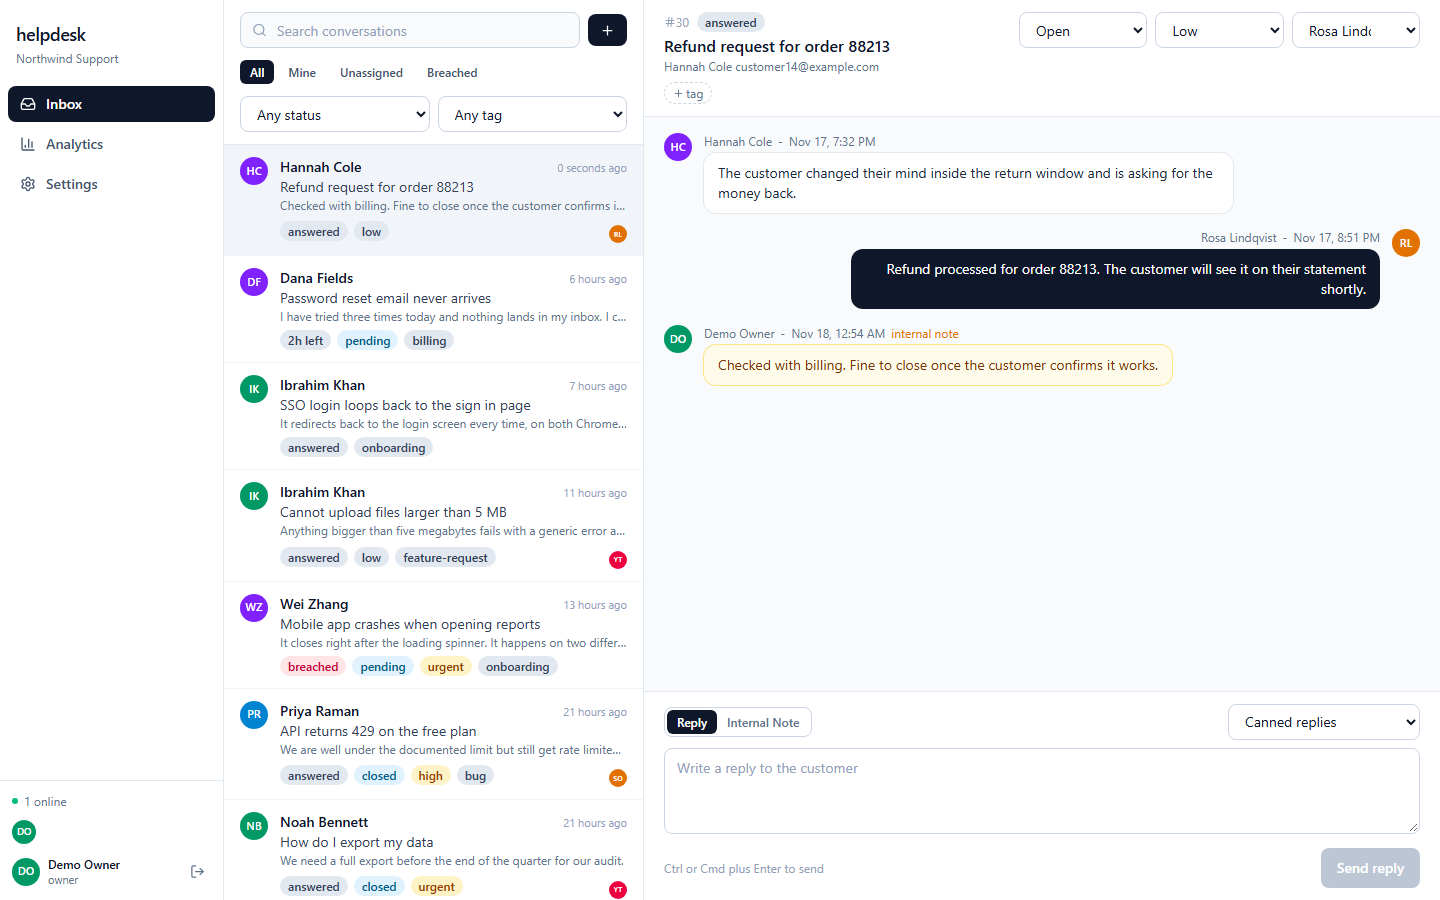 helpdesk
Northwind Support
Inbox
Analytics
Settings
1 online
DO
DO
Demo Owner
owner
Search conversations
+
All
Mine
Unassigned
Breached
Any status
Any tag
HC
Hannah Cole
0 seconds ago
Refund request for order 88213
Checked with billing. Fine to close once the customer confirms i...
answered
low
RL
DF
Dana Fields
6 hours ago
Password reset email never arrives
I have tried three times today and nothing lands in my inbox. I c...
2h left
pending
billing
IK
Ibrahim Khan
7 hours ago
SSO login loops back to the sign in page
It redirects back to the login screen every time, on both Chrome...
answered
onboarding
IK
Ibrahim Khan
11 hours ago
Cannot upload files larger than 5 MB
Anything bigger than five megabytes fails with a generic error a...
answered
low
feature-request
YT
WZ
Wei Zhang
13 hours ago
Mobile app crashes when opening reports
It closes right after the loading spinner. It happens on two differ...
breached
pending
urgent
onboarding
PR
Priya Raman
21 hours ago
API returns 429 on the free plan
We are well under the documented limit but still get rate limite...
answered
closed
high
bug
SO
NB
Noah Bennett
21 hours ago
How do I export my data
We need a full export before the end of the quarter for our audit.
answered
closed
urgent
YT
#30
answered
Refund request for order 88213
Hannah Cole customer14@example.com
+ tag
Open
Low
Rosa Lindq
HC
Hannah Cole - Nov 17, 7:32 PM
The customer changed their mind inside the return window and is asking for the
money back.
Rosa Lindqvist - Nov 17, 8:51 PM
RL
Refund processed for order 88213. The customer will see it on their statement
shortly.
DO
Demo Owner - Nov 18, 12:54 AM internal note
Checked with billing. Fine to close once the customer confirms it works.
Reply
Internal Note
Canned replies
Write a reply to the customer
Ctrl or Cmd plus Enter to send
Send reply